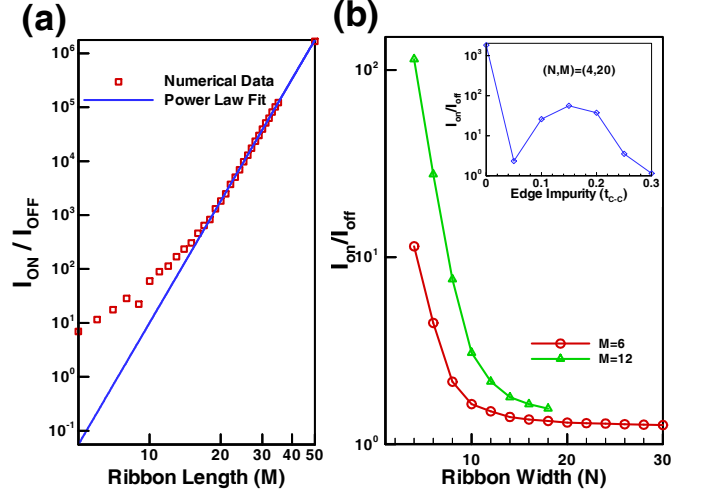 (a)
I_ON / I_OFF
10^6
10^5
10^4
10^3
10^2
10^1
10^0
10^-1
Numerical Data
Power Law Fit
10 20 30 40 50
Ribbon Length (M)
(b)
I_on/I_off
10^2
10^1
10^0
M=6
M=12
10 20 30
Ribbon Width (N)
(N,M)=(4,20)
I_on/I_off
10^3
10^2
10^1
10^0
0 0.1 0.2 0.3
Edge Impurity (t_C-C)